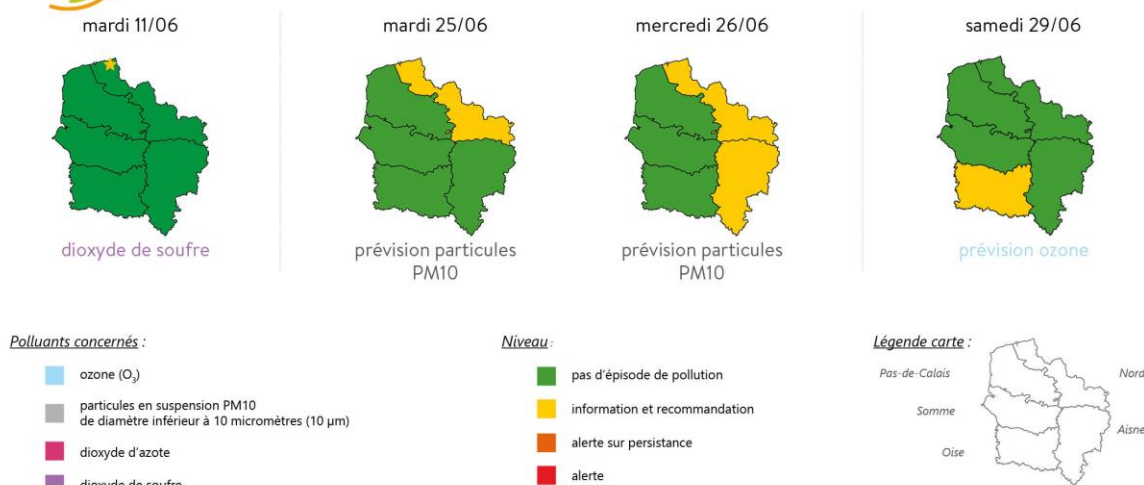 mardi 11/06
mardi 25/06
mercredi 26/06
samedi 29/06
dioxyde de soufre
prévision particules
PM10
prévision particules
PM10
prévision ozone
Polluants concernés :
ozone (O₃)
particules en suspension PM10
de diamètre inférieur à 10 micromètres (10 µm)
dioxyde d'azote
dioxyde de soufre
Niveau :
pas d'épisode de pollution
information et recommandation
alerte sur persistance
alerte
Légende carte :
Pas-de-Calais
Nord
Somme
Aisne
Oise